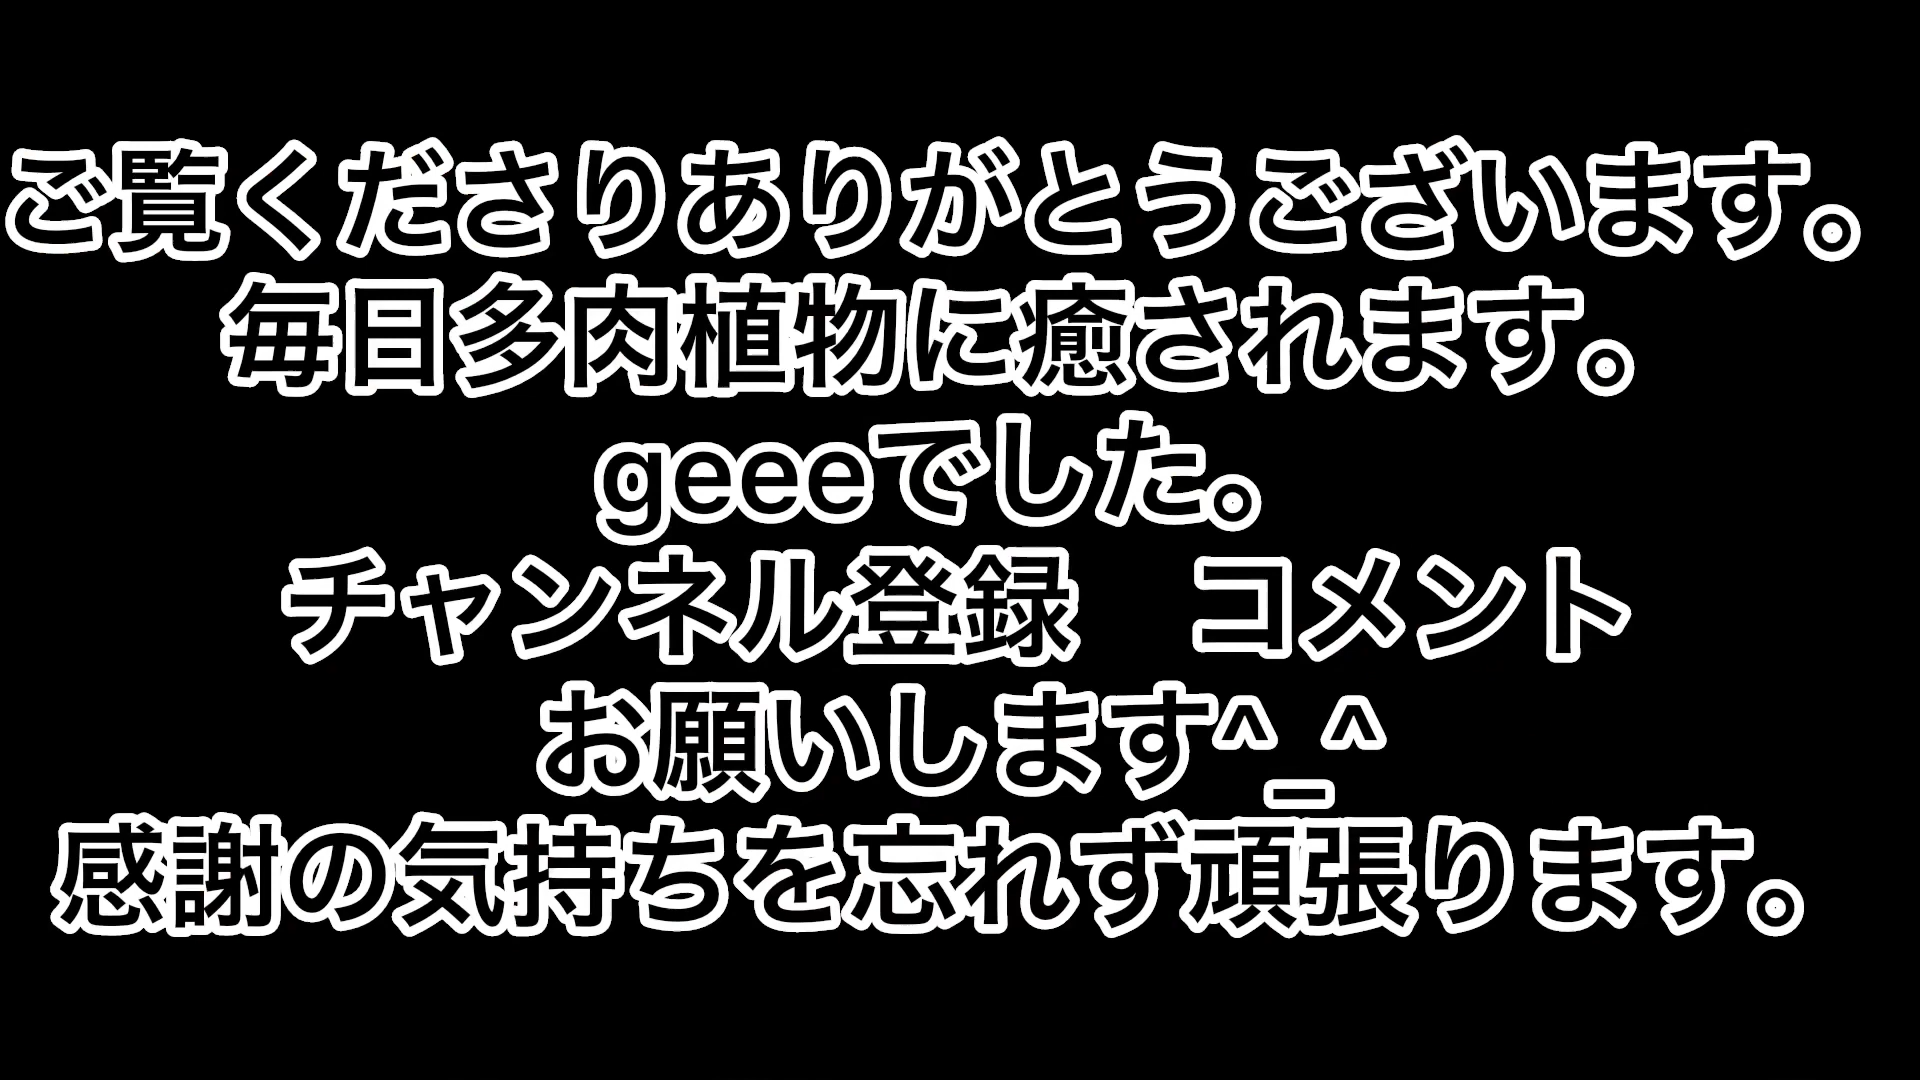 ご覧くださりありがとうございます。
毎日多肉植物に癒されます。
geeeでした。
チャンネル登録　コメント
お願いします^_^
感謝の気持ちを忘れず頑張ります。